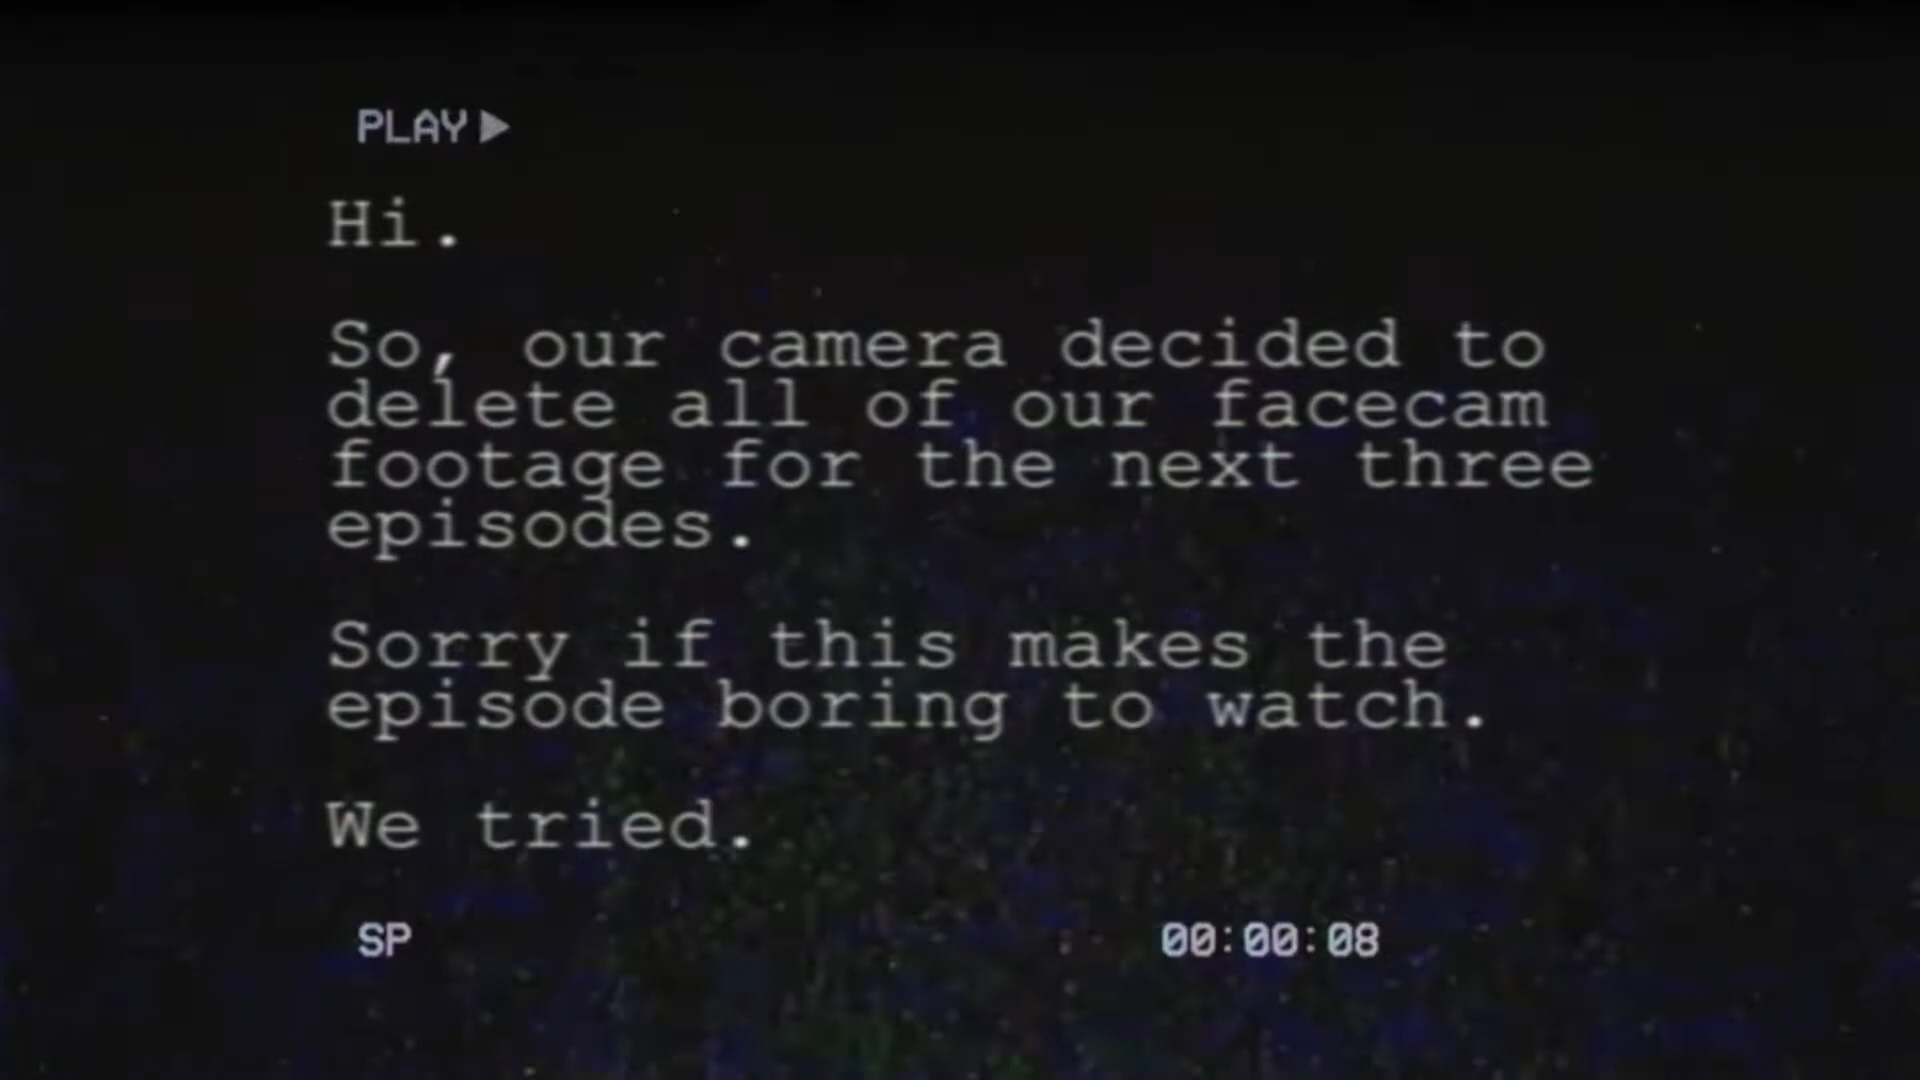 PLAY▶
Hi.
So, our camera decided to
delete all of our facecam
footage for the next three
episodes.
Sorry if this makes the
episode boring to watch.
We tried.
SP 00:00:08